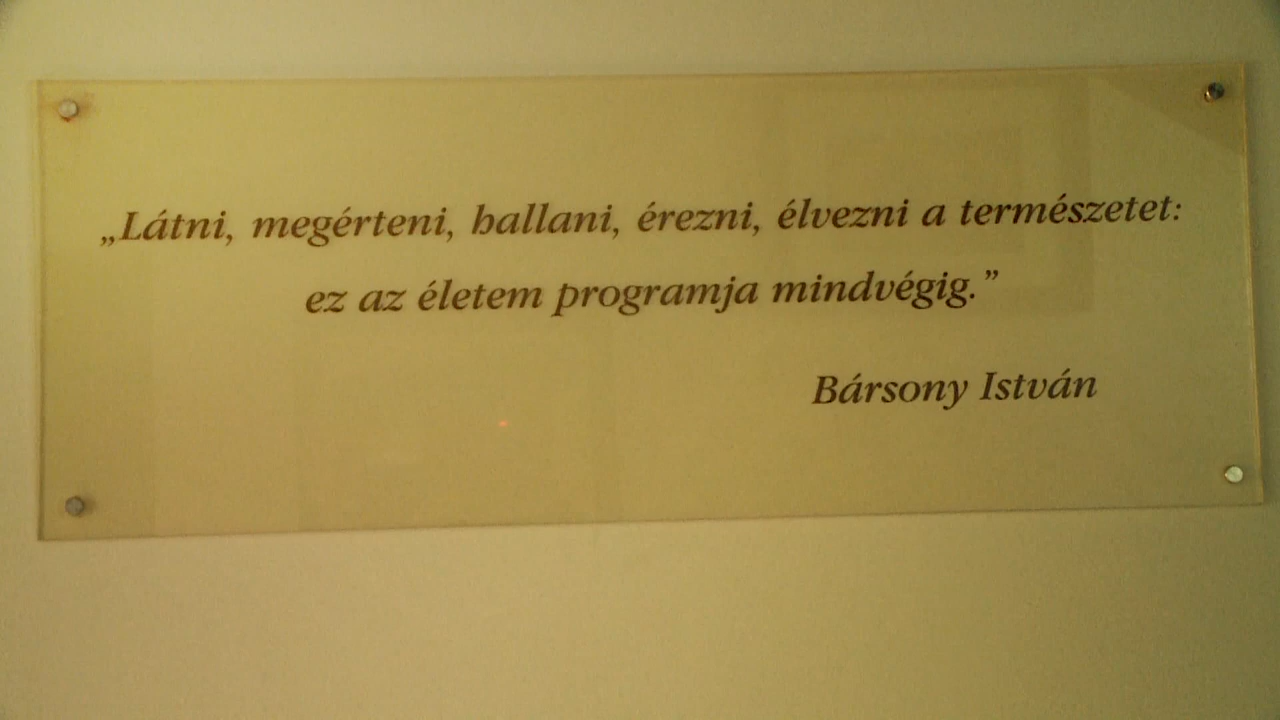 „Látni, megérteni, hallani, érezni, élvezni a természetet:
ez az életem programja mindvégig.”
Bársony István